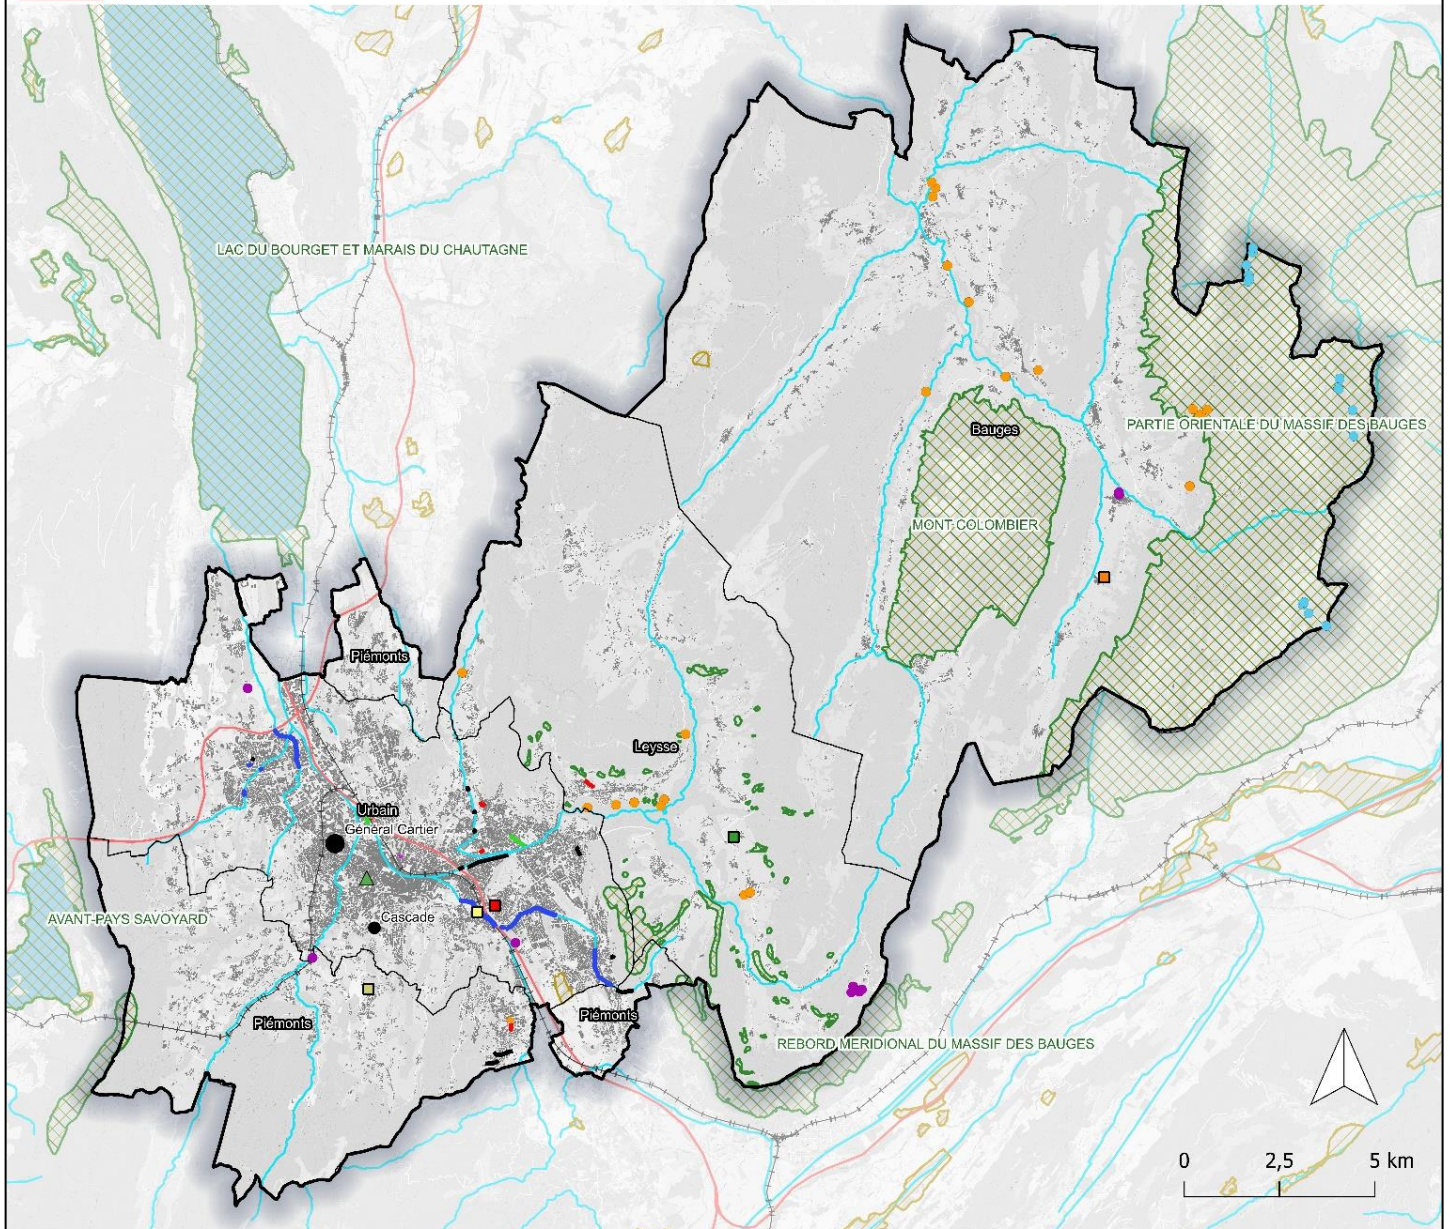 LAC DU BOURGET ET MARAIS DU CHAUTAGNE
PARTIE ORIENTALE DU MASSIF DES BAUGES
Bauges
MONT COLOMBIER
Piémonts
Leysse
Urbain
Général Cartier
AVANT-PAYS SAVOYARD
Cascade
Piémonts
Piémonts
REBORD MERIDIONAL DU MASSIF DES BAUGES
0 2,5 5 km